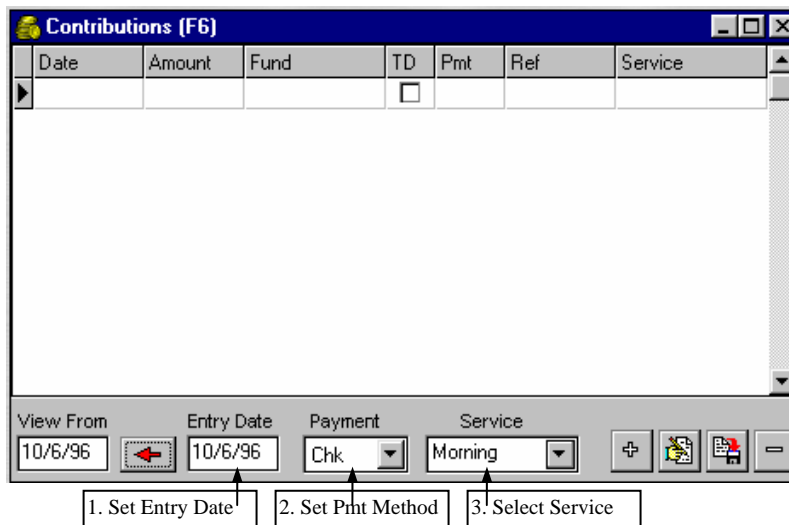 Contributions (F6)
Date Amount Fund TD Pmt Ref Service
View From Entry Date Payment Service
10/6/96 10/6/96 Chk Morning
1. Set Entry Date 2. Set Pmt Method 3. Select Service